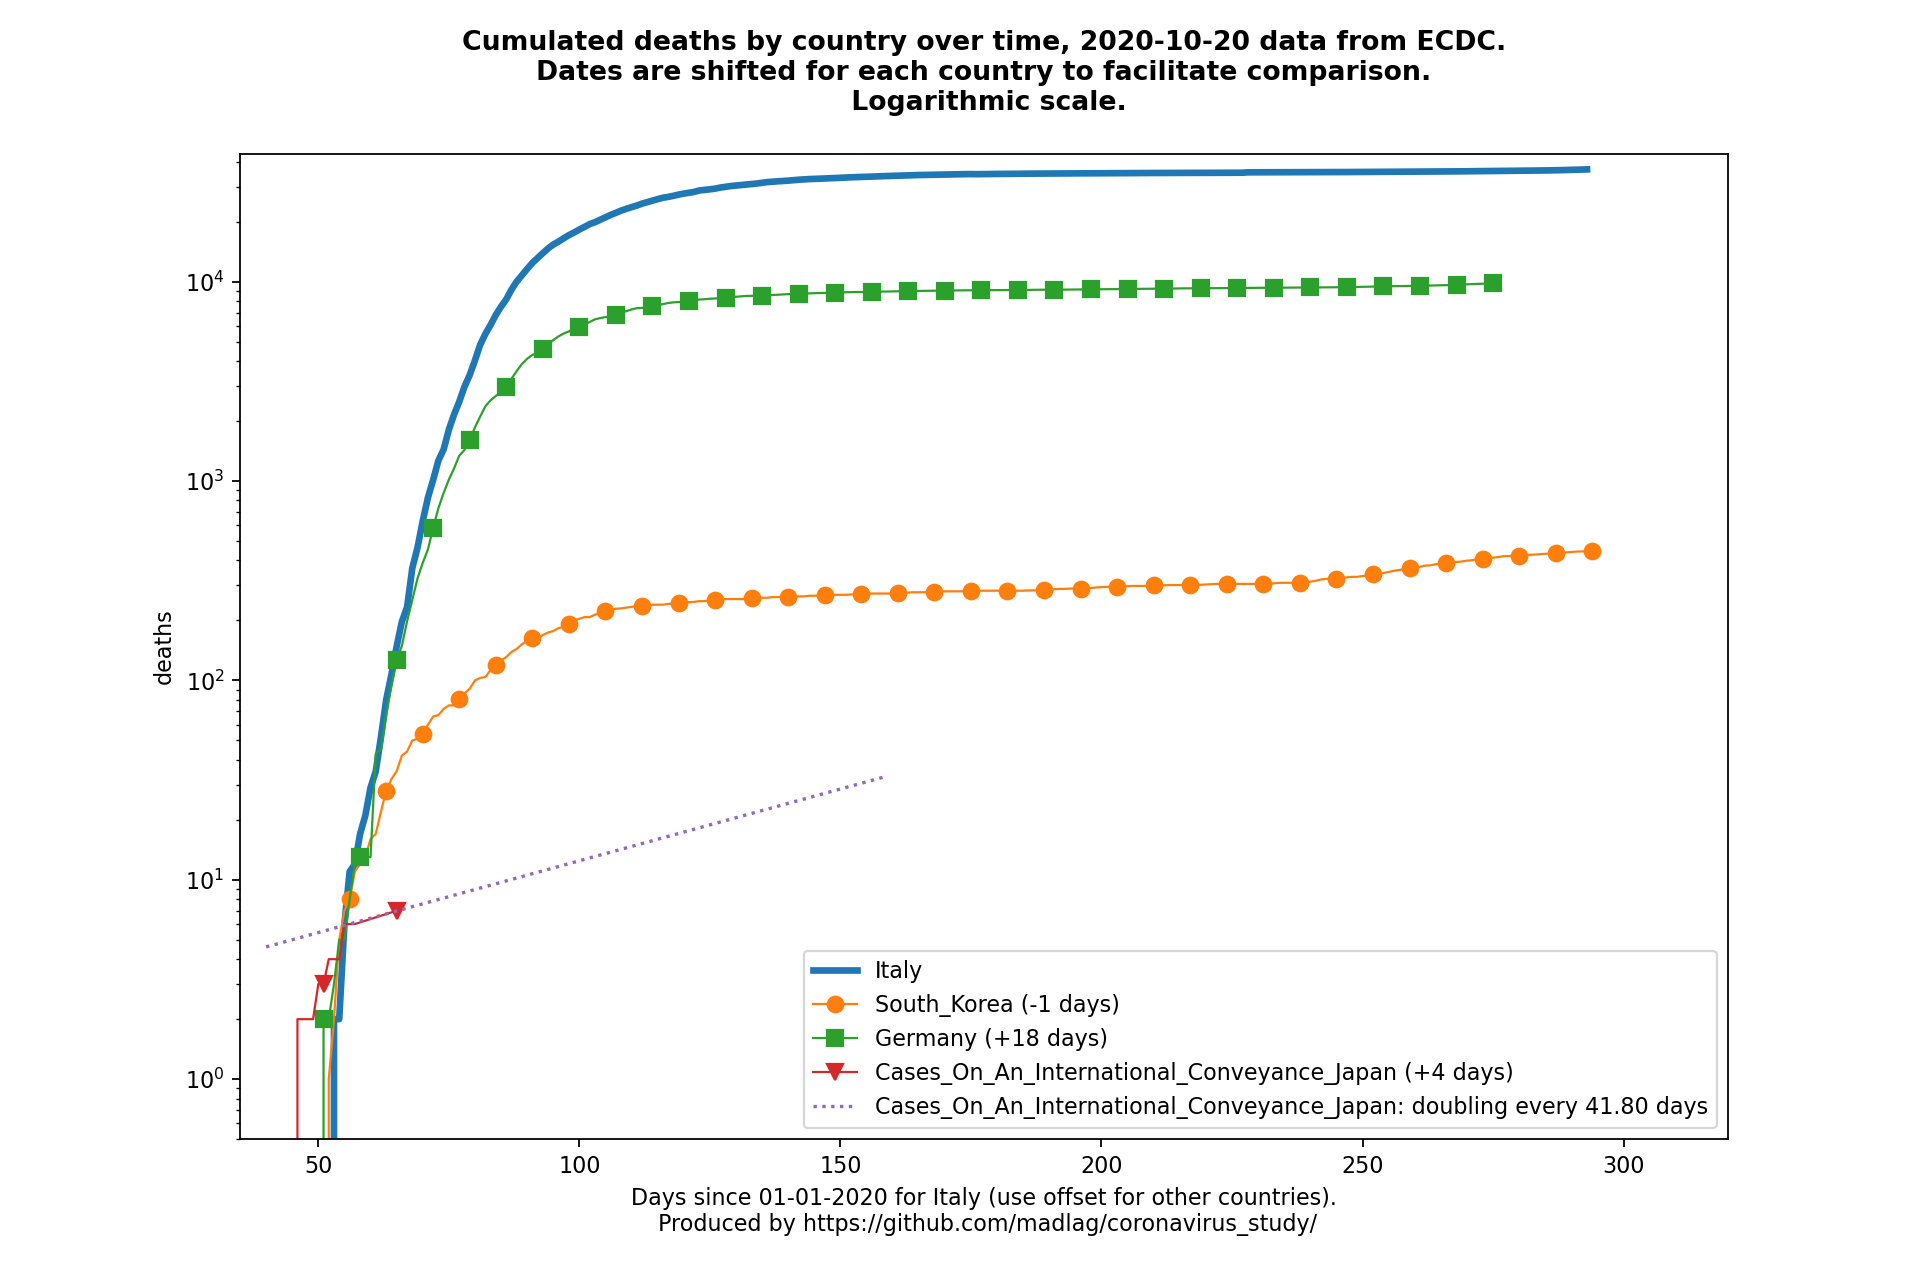 Cumulated deaths by country over time, 2020-10-20 data from ECDC.
Dates are shifted for each country to facilitate comparison.
Logarithmic scale.
10^4
10^3
10^2
10^1
10^0
deaths
Italy
South_Korea (-1 days)
Germany (+18 days)
Cases_On_An_International_Conveyance_Japan (+4 days)
Cases_On_An_International_Conveyance_Japan: doubling every 41.80 days
50 100 150 200 250 300
Days since 01-01-2020 for Italy (use offset for other countries).
Produced by https://github.com/madlag/coronavirus_study/